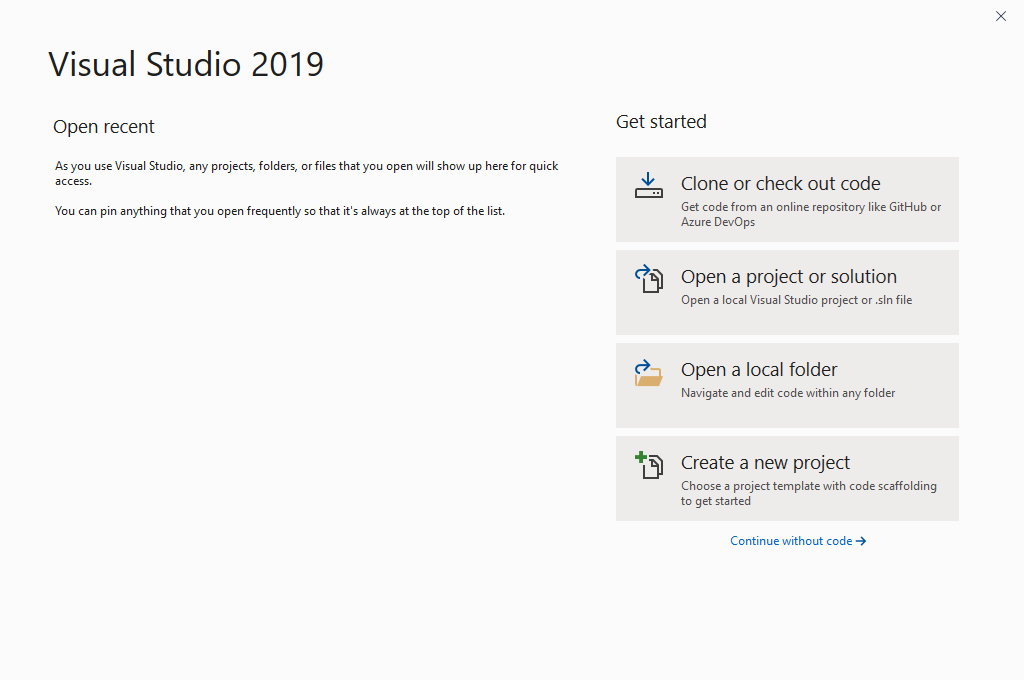 Visual Studio 2019
Open recent
As you use Visual Studio, any projects, folders, or files that you open will show up here for quick
access.
You can pin anything that you open frequently so that it's always at the top of the list.
Get started
Clone or check out code
Get code from an online repository like GitHub or
Azure DevOps
Open a project or solution
Open a local Visual Studio project or .sln file
Open a local folder
Navigate and edit code within any folder
Create a new project
Choose a project template with code scaffolding
to get started
Continue without code →